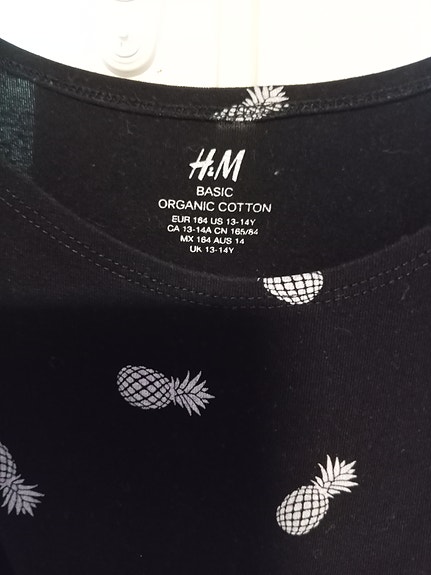 H&M
BASIC
ORGANIC COTTON
EUR 164 US 13-14Y
CA 13-14A CN 165/84
MX 164 AUS 14
UK 13-14Y